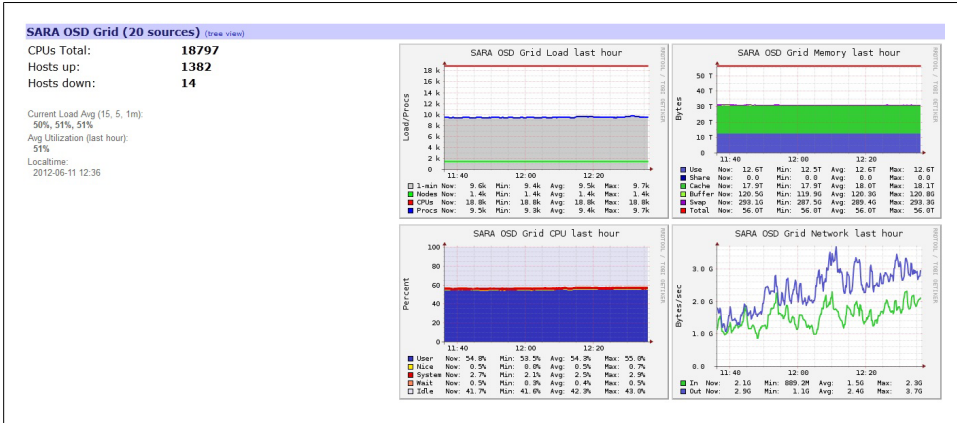 SARA OSD Grid (20 sources) (tree view)
CPUs Total: 18797
Hosts up: 1382
Hosts down: 14
Current Load Avg (15, 5, 1m):
50%, 51%, 51%
Avg Utilization (last hour):
51%
Localtime:
2012-06-11 12:36
SARA OSD Grid Load last hour
RRDTOOL / TOBI OETIKER
Load/Procs
18 k
16 k
14 k
12 k
10 k
8 k
6 k
4 k
2 k
0
11:40 12:00 12:20
1-min Now: 9.6k Min: 9.4k Avg: 9.5k Max: 9.7k
Nodes Now: 1.4k Min: 1.4k Avg: 1.4k Max: 1.4k
CPUs Now: 18.8k Min: 18.8k Avg: 18.8k Max: 18.8k
Procs Now: 9.5k Min: 9.3k Avg: 9.4k Max: 9.7k
SARA OSD Grid Memory last hour
RRDTOOL / TOBI OETIKER
Bytes
50 T
40 T
30 T
20 T
10 T
0
11:40 12:00 12:20
Use Now: 12.6T Min: 12.5T Avg: 12.6T Max: 12.6T
Share Now: 0.0 Min: 0.0 Avg: 0.0 Max: 0.0
Cache Now: 17.9T Min: 17.9T Avg: 18.0T Max: 18.1T
Buffer Now: 120.5G Min: 119.9G Avg: 120.3G Max: 120.8G
Swap Now: 293.1G Min: 287.5G Avg: 289.4G Max: 293.3G
Total Now: 56.0T Min: 56.0T Avg: 56.0T Max: 56.0T
SARA OSD Grid CPU last hour
RRDTOOL / TOBI OETIKER
Percent
100
80
60
40
20
0
11:40 12:00 12:20
User Now: 54.8% Min: 53.5% Avg: 54.3% Max: 55.0%
Nice Now: 0.5% Min: 0.0% Avg: 0.5% Max: 0.7%
System Now: 2.7% Min: 2.1% Avg: 2.5% Max: 2.9%
Wait Now: 0.5% Min: 0.3% Avg: 0.4% Max: 0.5%
Idle Now: 41.7% Min: 41.6% Avg: 42.3% Max: 43.0%
SARA OSD Grid Network last hour
RRDTOOL / TOBI OETIKER
Bytes/sec
3.0 G
2.0 G
1.0 G
0.0
11:40 12:00 12:20
In Now: 2.1G Min: 889.2M Avg: 1.5G Max: 2.3G
Out Now: 2.9G Min: 1.1G Avg: 2.4G Max: 3.7G